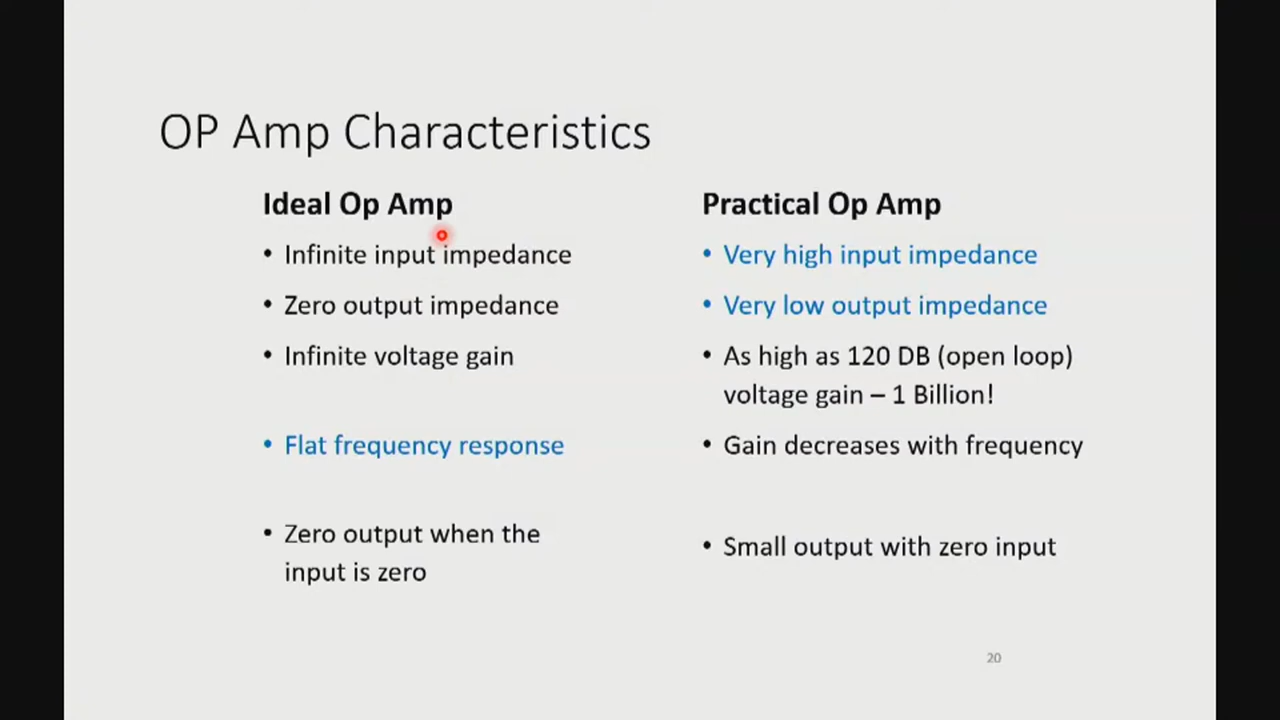 OP Amp Characteristics
Ideal Op Amp
• Infinite input impedance
• Zero output impedance
• Infinite voltage gain
• Flat frequency response
• Zero output when the
input is zero
Practical Op Amp
• Very high input impedance
• Very low output impedance
• As high as 120 DB (open loop)
voltage gain – 1 Billion!
• Gain decreases with frequency
• Small output with zero input
20